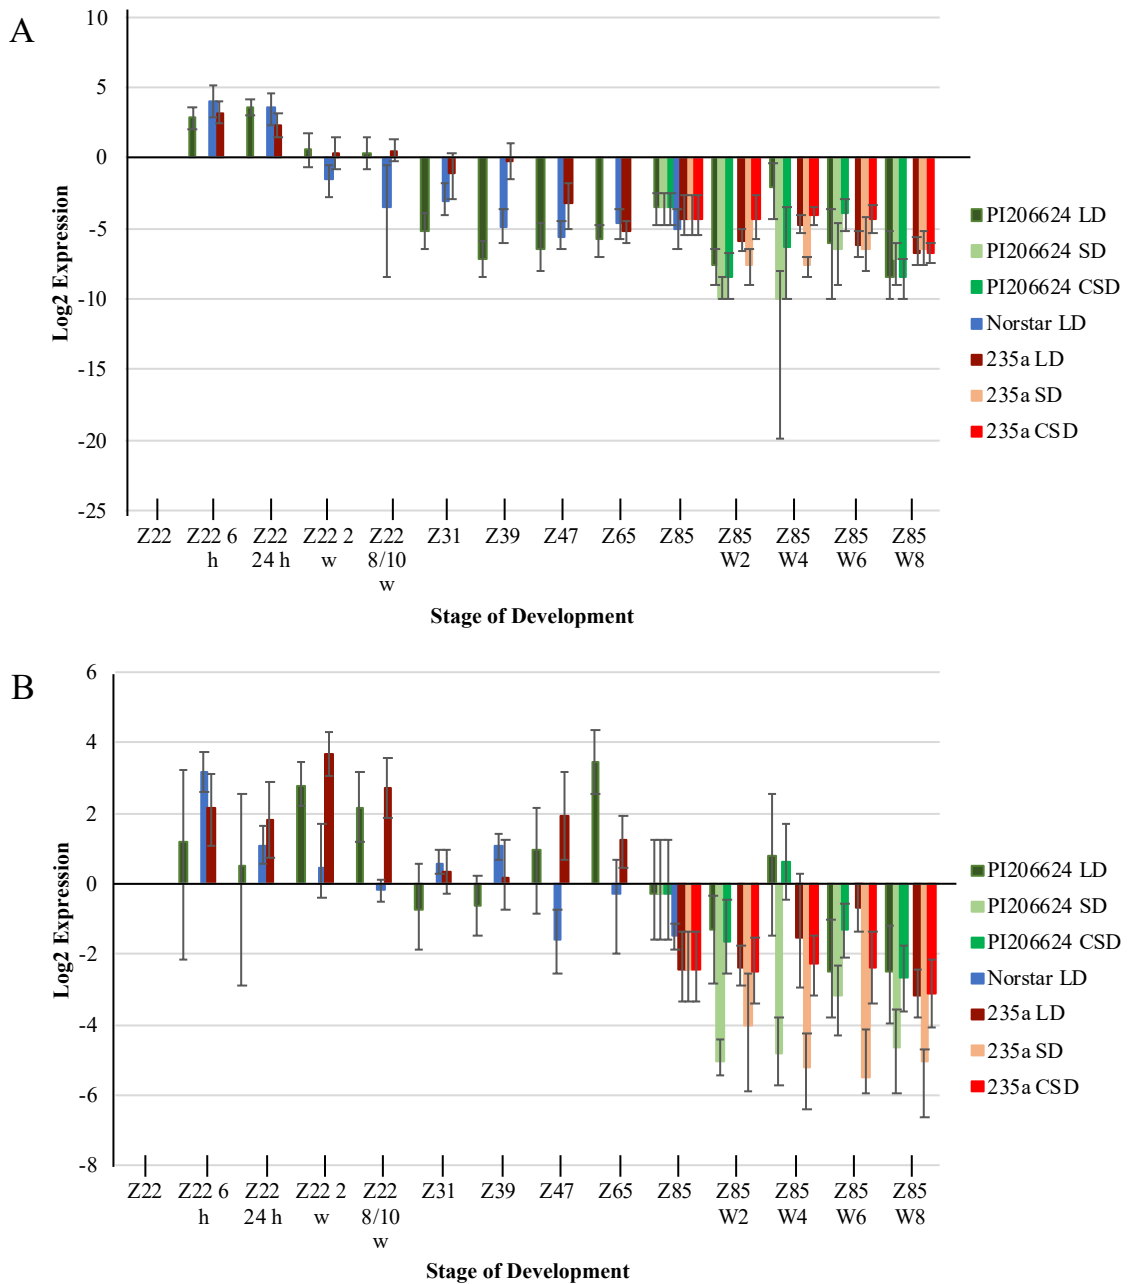 A
10
5
0
-5
-10
-15
-20
-25
Log2 Expression
Z22
Z22 6 h
Z22 24 h
Z22 2 w
Z22 8/10 w
Z31
Z39
Z47
Z65
Z85
Z85 W2
Z85 W4
Z85 W6
Z85 W8
Stage of Development
PI206624 LD
PI206624 SD
PI206624 CSD
Norstar LD
235a LD
235a SD
235a CSD
B
6
4
2
0
-2
-4
-6
-8
Log2 Expression
Z22
Z22 6 h
Z22 24 h
Z22 2 w
Z22 8/10 w
Z31
Z39
Z47
Z65
Z85
Z85 W2
Z85 W4
Z85 W6
Z85 W8
Stage of Development
PI206624 LD
PI206624 SD
PI206624 CSD
Norstar LD
235a LD
235a SD
235a CSD